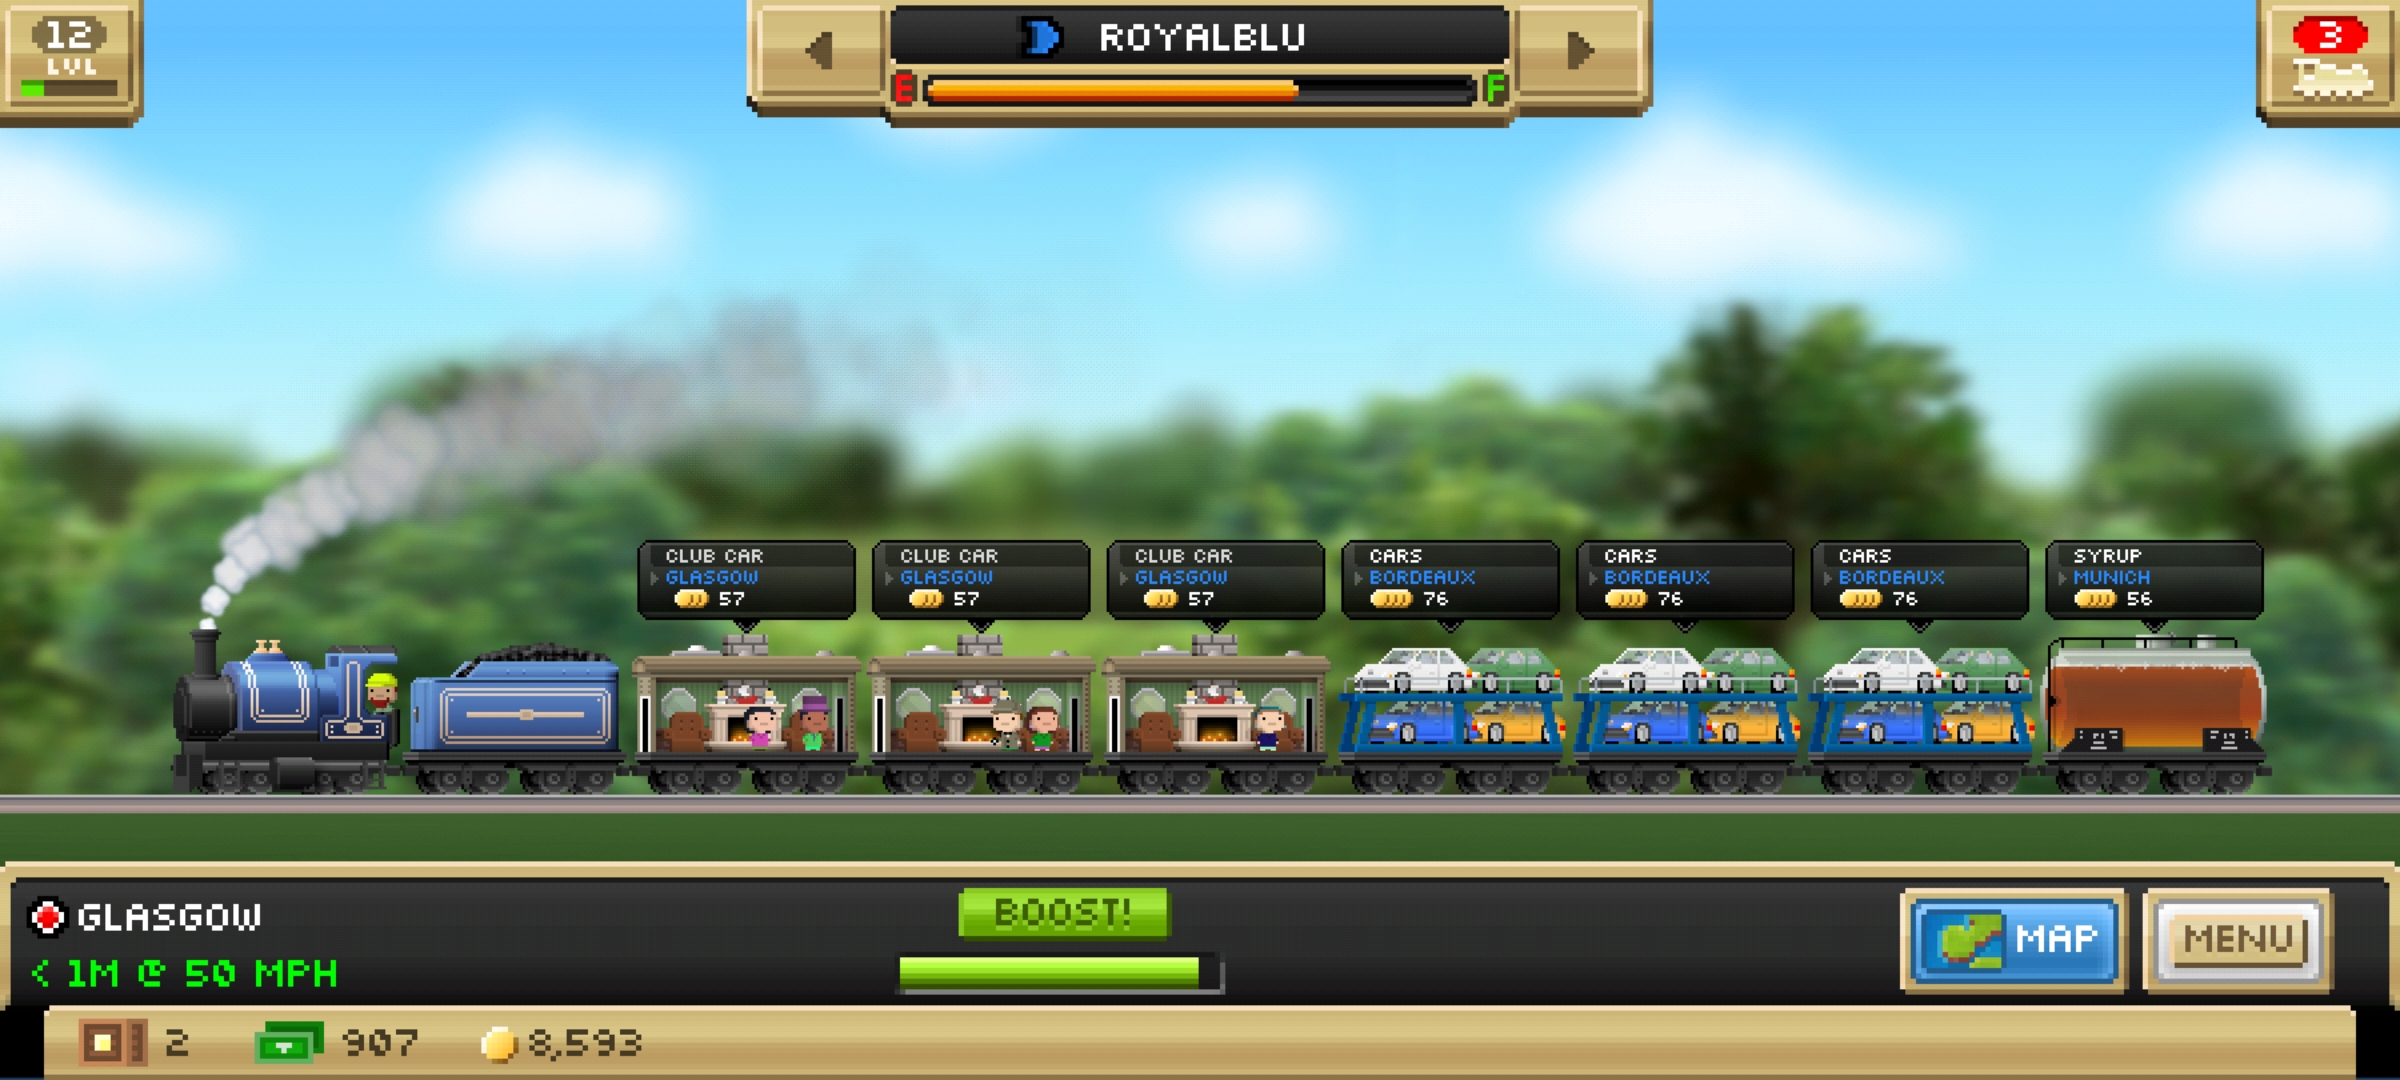 12
LVL
ROYALBLU
E F
3
CLUB CAR
GLASGOW
57
CLUB CAR
GLASGOW
57
CLUB CAR
GLASGOW
57
CARS
BORDEAUX
76
CARS
BORDEAUX
76
CARS
BORDEAUX
76
SYRUP
MUNICH
56
GLASGOW
< 1M @ 50 MPH
BOOST!
MAP
MENU
2
907
8,593